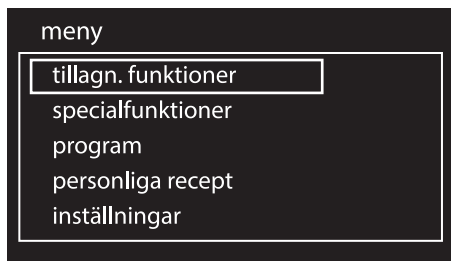 meny
tillagn. funktioner
specialfunktioner
program
personliga recept
inställningar